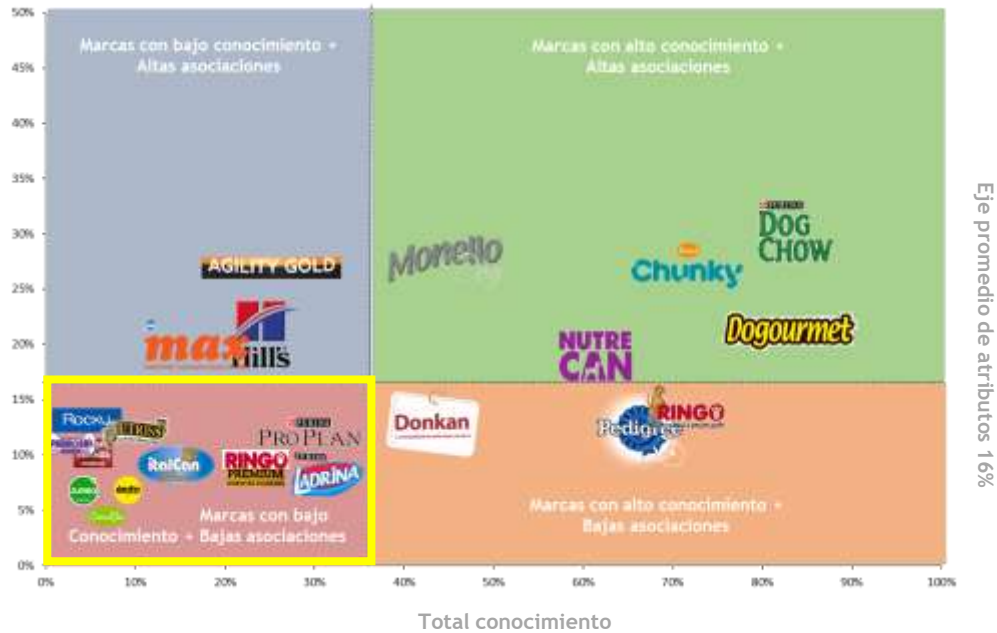 50%
Marcas con bajo conocimiento +
Altas asociaciones
Marcas con alto conocimiento +
Altas asociaciones
45%
40%
35%
30%
PURINA
DOG
CHOW
Monello
AGILITY GOLD
Chunky
25%
max
Hill's
Dogourmet
NUTRE
CAN
20%
15%
Donkan
RINGO
Pedigree
PURINA
PRO PLAN
10%
ItalCan
RINGO
PREMIUM
LADRINA
5%
Marcas con bajo
Conocimiento + Bajas asociaciones
Marcas con alto conocimiento +
Bajas asociaciones
0%
0%
10%
20%
30%
40%
50%
60%
70%
80%
90%
100%
Total conocimiento
Eje promedio de atributos 16%